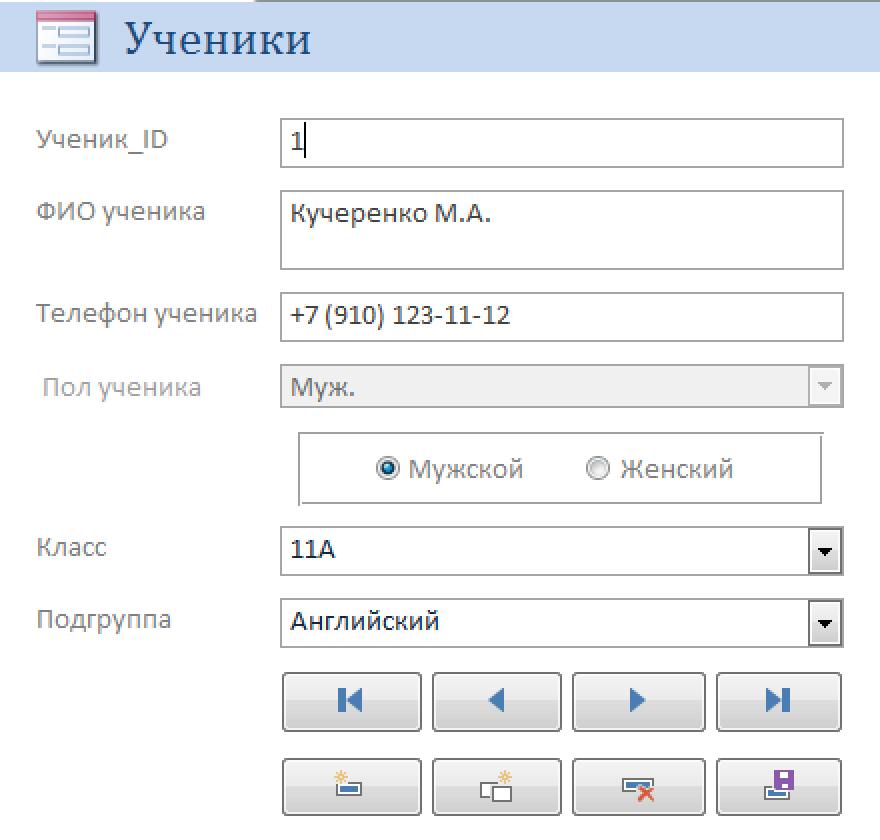 Ученики
Ученик_ID 1
ФИО ученика Кучеренко М.А.
Телефон ученика +7 (910) 123-11-12
Пол ученика Муж.
Мужской Женский
Класс 11А
Подгруппа Английский